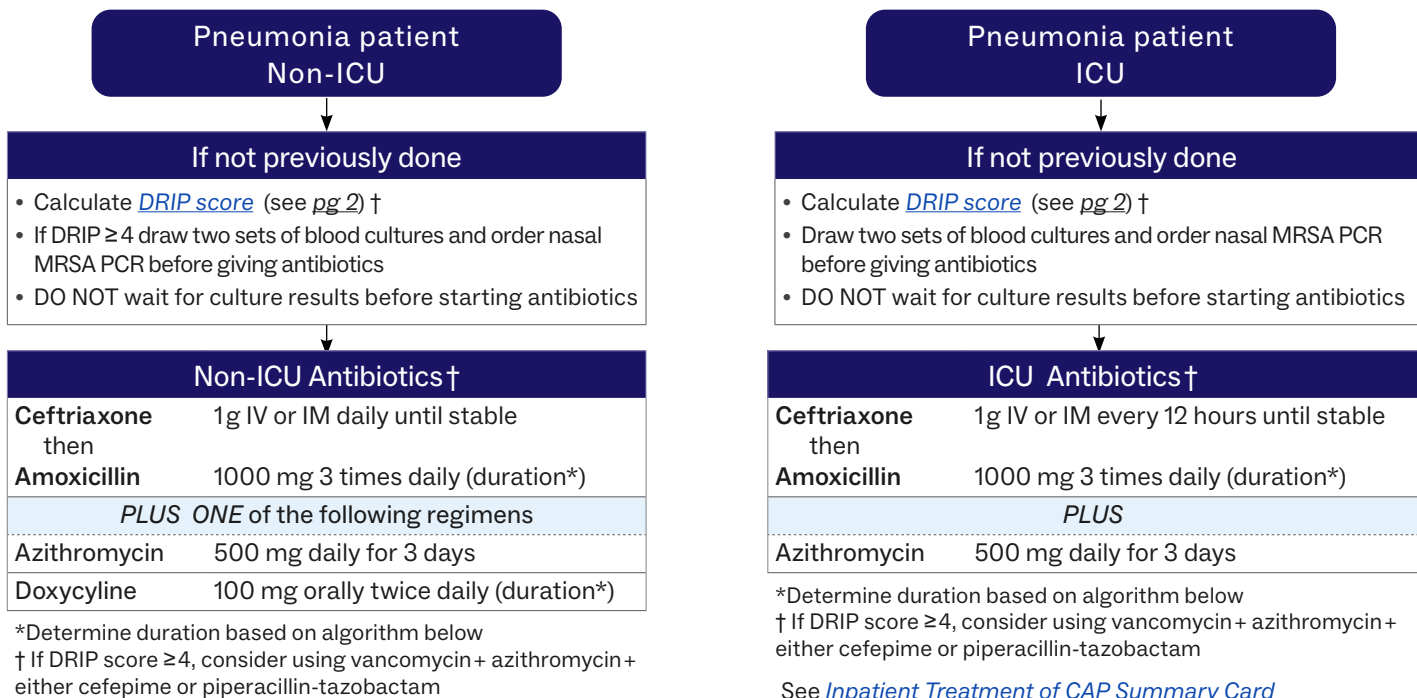 Pneumonia patient
Non-ICU
If not previously done
• Calculate DRIP score (see pg 2) †
• If DRIP ≥4 draw two sets of blood cultures and order nasal
MRSA PCR before giving antibiotics
• DO NOT wait for culture results before starting antibiotics
Non-ICU Antibiotics†
Ceftriaxone 1g IV or IM daily until stable
then
Amoxicillin 1000 mg 3 times daily (duration*)
PLUS ONE of the following regimens
Azithromycin 500 mg daily for 3 days
Doxycyline 100 mg orally twice daily (duration*)
*Determine duration based on algorithm below
† If DRIP score ≥4, consider using vancomycin+ azithromycin+
either cefepime or piperacillin-tazobactam
Pneumonia patient
ICU
If not previously done
• Calculate DRIP score (see pg 2) †
• Draw two sets of blood cultures and order nasal MRSA PCR
before giving antibiotics
• DO NOT wait for culture results before starting antibiotics
ICU Antibiotics†
Ceftriaxone 1g IV or IM every 12 hours until stable
then
Amoxicillin 1000 mg 3 times daily (duration*)
PLUS
Azithromycin 500 mg daily for 3 days
*Determine duration based on algorithm below
† If DRIP score ≥4, consider using vancomycin+ azithromycin+
either cefepime or piperacillin-tazobactam
See Inpatient Treatment of CAP Summary Card